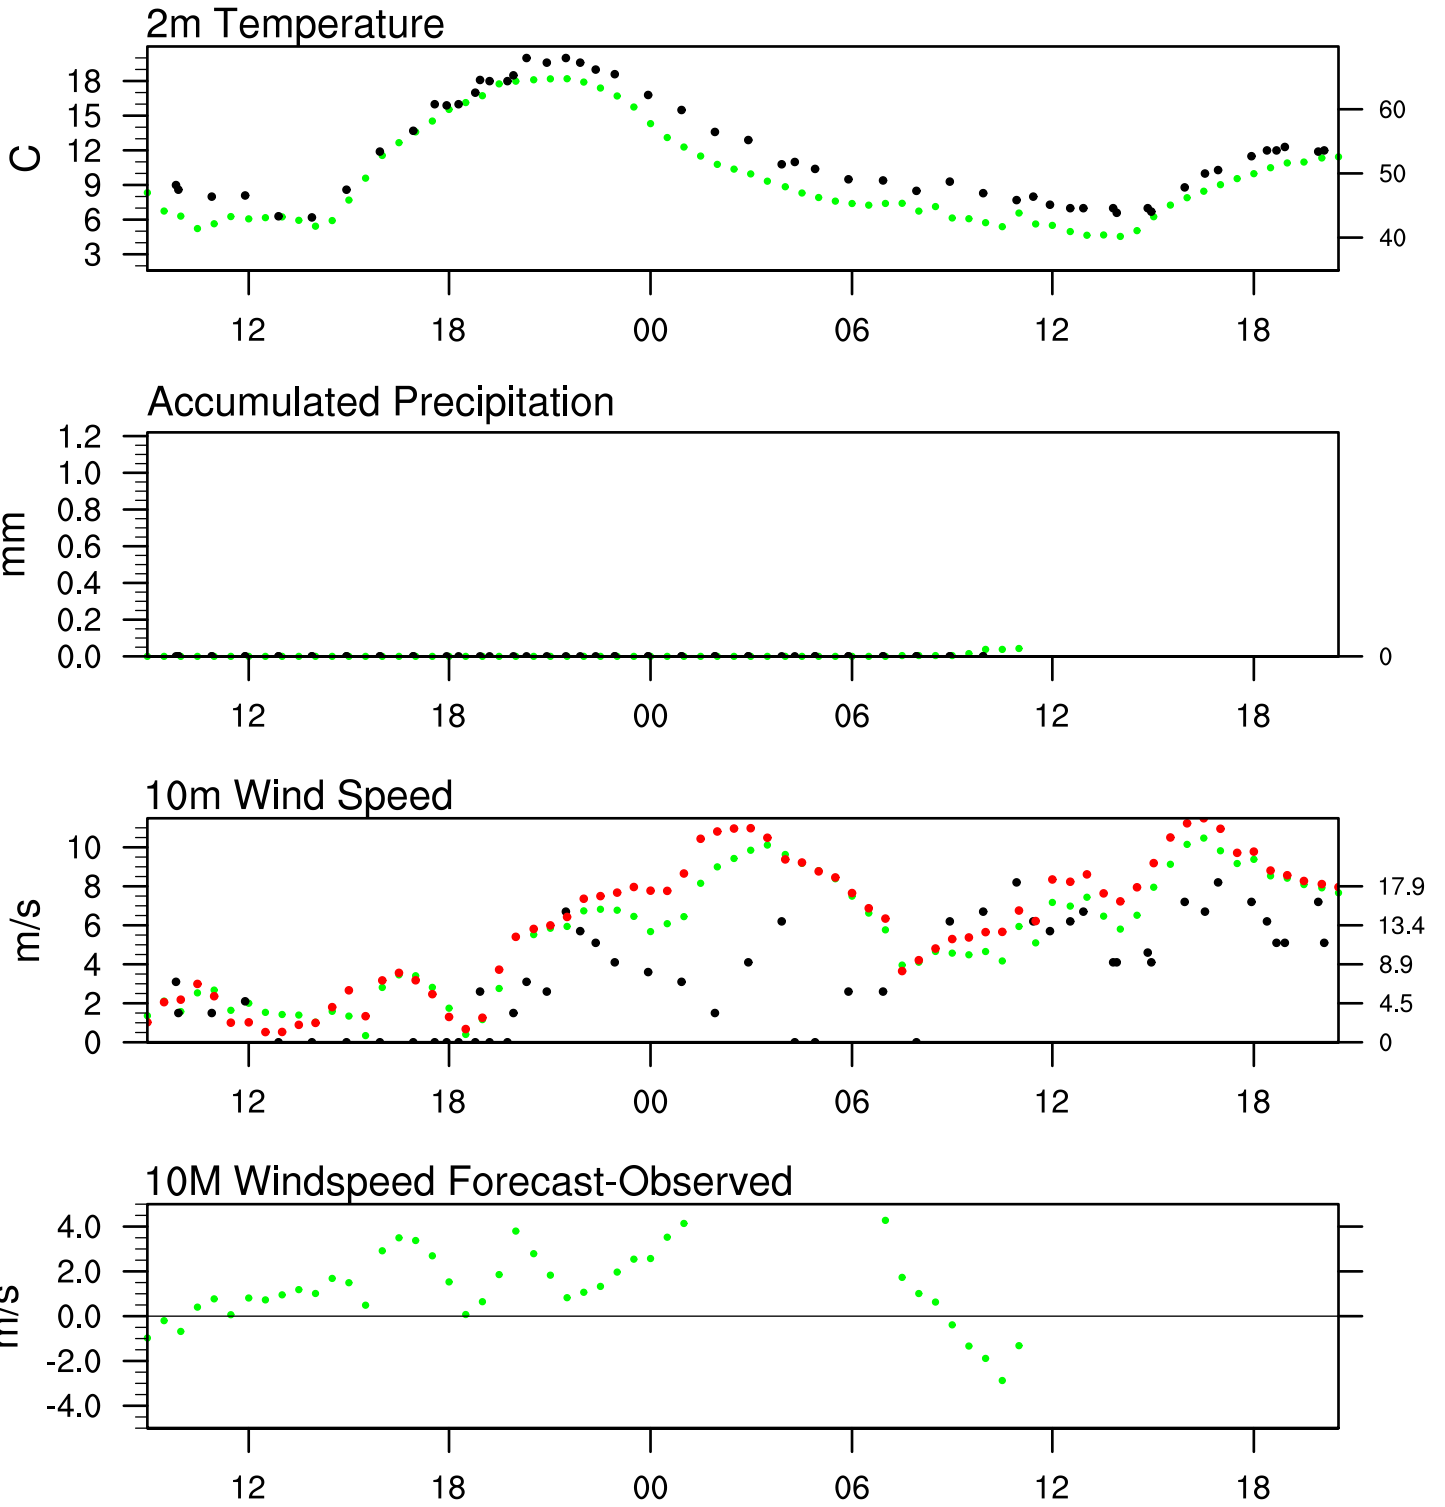 2m Temperature
18
15
12
9
6
3
C
60
50
40
12 18 00 06 12 18
Accumulated Precipitation
1.2
1.0
0.8
0.6
0.4
0.2
0.0
mm
0
12 18 00 06 12 18
10m Wind Speed
10
8
6
4
2
0
m/s
17.9
13.4
8.9
4.5
0
12 18 00 06 12 18
10M Windspeed Forecast-Observed
4.0
2.0
0.0
-2.0
-4.0
m/s
12 18 00 06 12 18